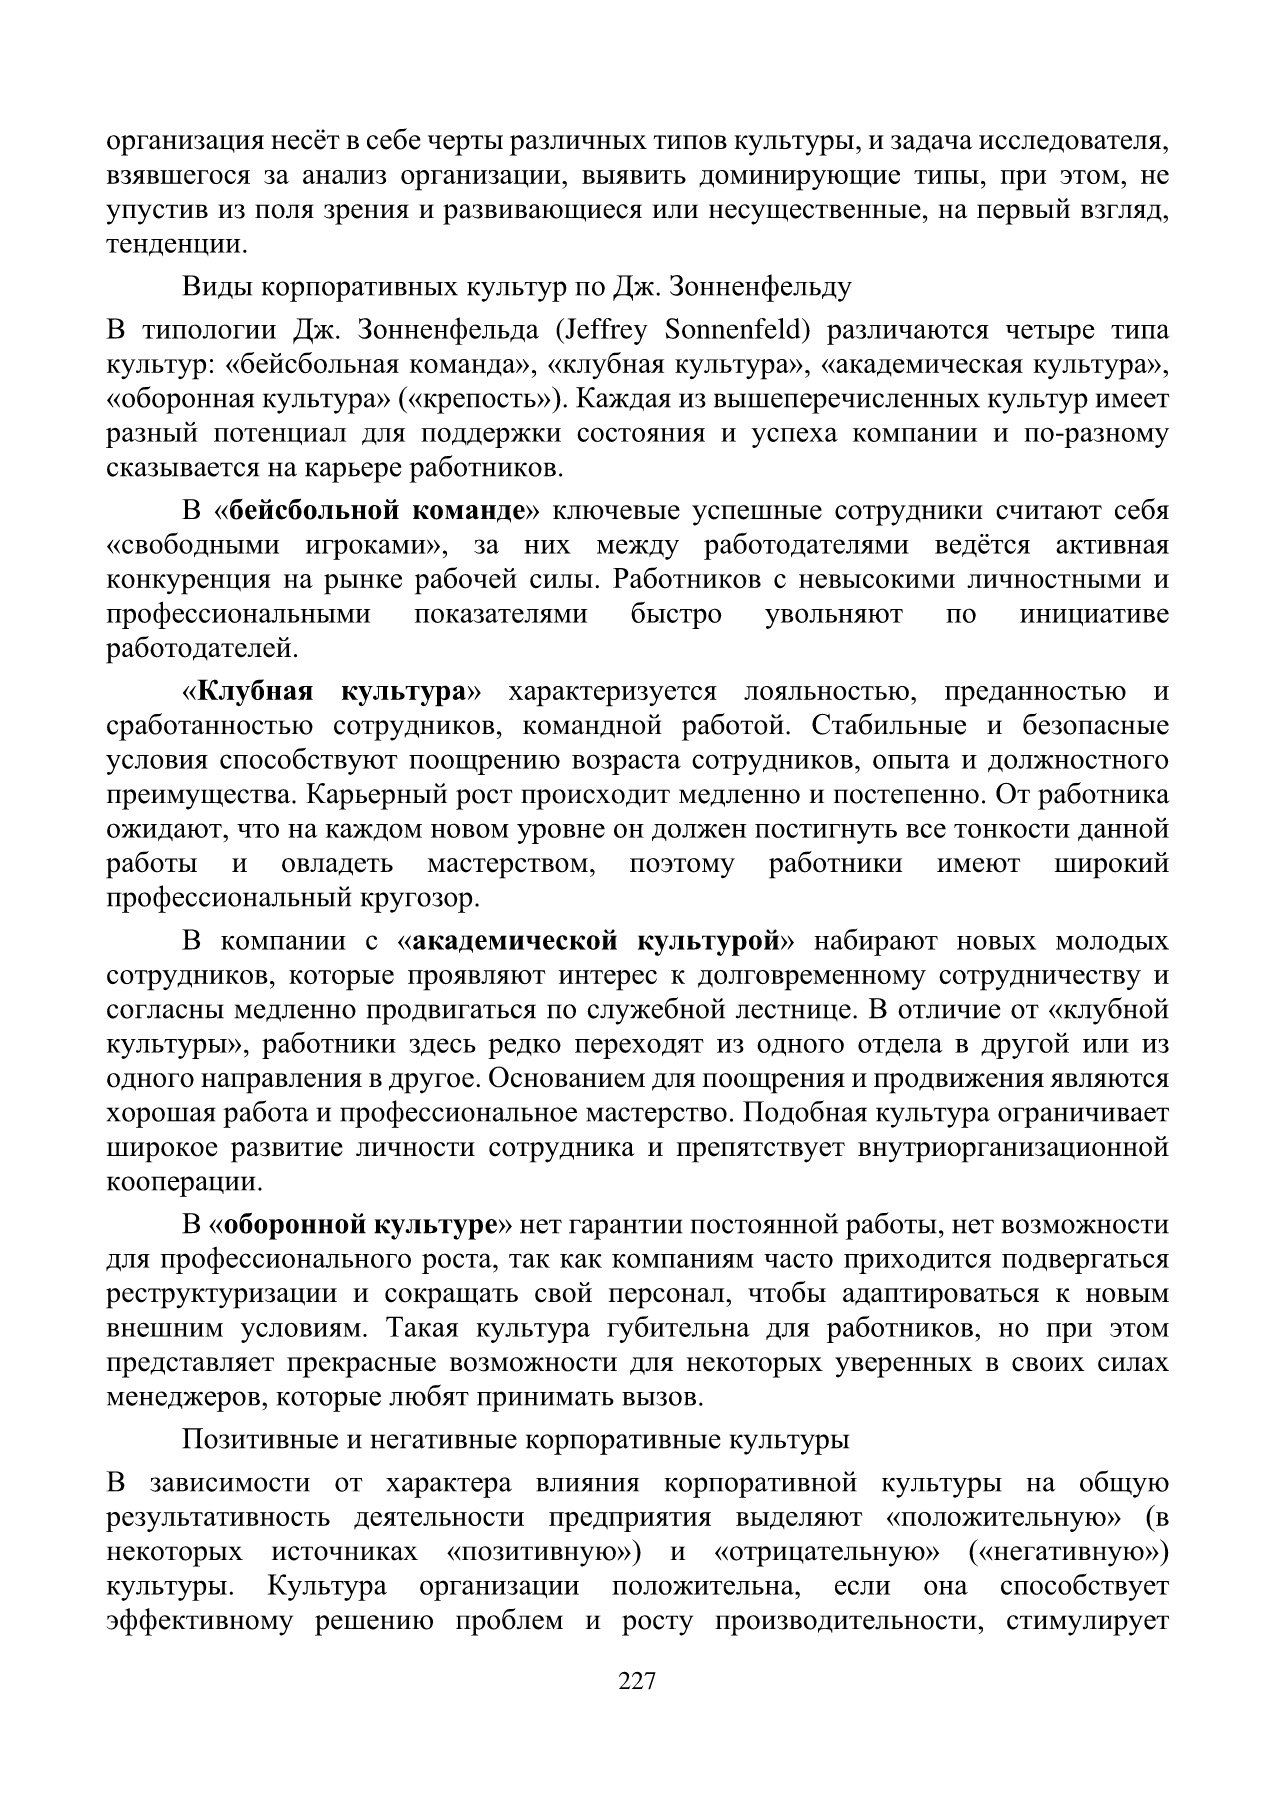 организация несёт в себе черты различных типов культуры, и задача исследователя,
взявшегося за анализ организации, выявить доминирующие типы, при этом, не
упустив из поля зрения и развивающиеся или несущественные, на первый взгляд,
тенденции.
Виды корпоративных культур по Дж. Зонненфельду
В типологии Дж. Зонненфельда (Jeffrey Sonnenfeld) различаются четыре типа
культур: «бейсбольная команда», «клубная культура», «академическая культура»,
«оборонная культура» («крепость»). Каждая из вышеперечисленных культур имеет
разный потенциал для поддержки состояния и успеха компании и по-разному
сказывается на карьере работников.
В «бейсбольной команде» ключевые успешные сотрудники считают себя
«свободными игроками», за них между работодателями ведётся активная
конкуренция на рынке рабочей силы. Работников с невысокими личностными и
профессиональными показателями быстро увольняют по инициативе
работодателей.
«Клубная культура» характеризуется лояльностью, преданностью и
сработанностью сотрудников, командной работой. Стабильные и безопасные
условия способствуют поощрению возраста сотрудников, опыта и должностного
преимущества. Карьерный рост происходит медленно и постепенно. От работника
ожидают, что на каждом новом уровне он должен постигнуть все тонкости данной
работы и овладеть мастерством, поэтому работники имеют широкий
профессиональный кругозор.
В компании с «академической культурой» набирают новых молодых
сотрудников, которые проявляют интерес к долговременному сотрудничеству и
согласны медленно продвигаться по служебной лестнице. В отличие от «клубной
культуры», работники здесь редко переходят из одного отдела в другой или из
одного направления в другое. Основанием для поощрения и продвижения являются
хорошая работа и профессиональное мастерство. Подобная культура ограничивает
широкое развитие личности сотрудника и препятствует внутриорганизационной
кооперации.
В «оборонной культуре» нет гарантии постоянной работы, нет возможности
для профессионального роста, так как компаниям часто приходится подвергаться
реструктуризации и сокращать свой персонал, чтобы адаптироваться к новым
внешним условиям. Такая культура губительна для работников, но при этом
представляет прекрасные возможности для некоторых уверенных в своих силах
менеджеров, которые любят принимать вызов.
Позитивные и негативные корпоративные культуры
В зависимости от характера влияния корпоративной культуры на общую
результативность деятельности предприятия выделяют «положительную» (в
некоторых источниках «позитивную») и «отрицательную» («негативную»)
культуры. Культура организации положительна, если она способствует
эффективному решению проблем и росту производительности, стимулирует
227